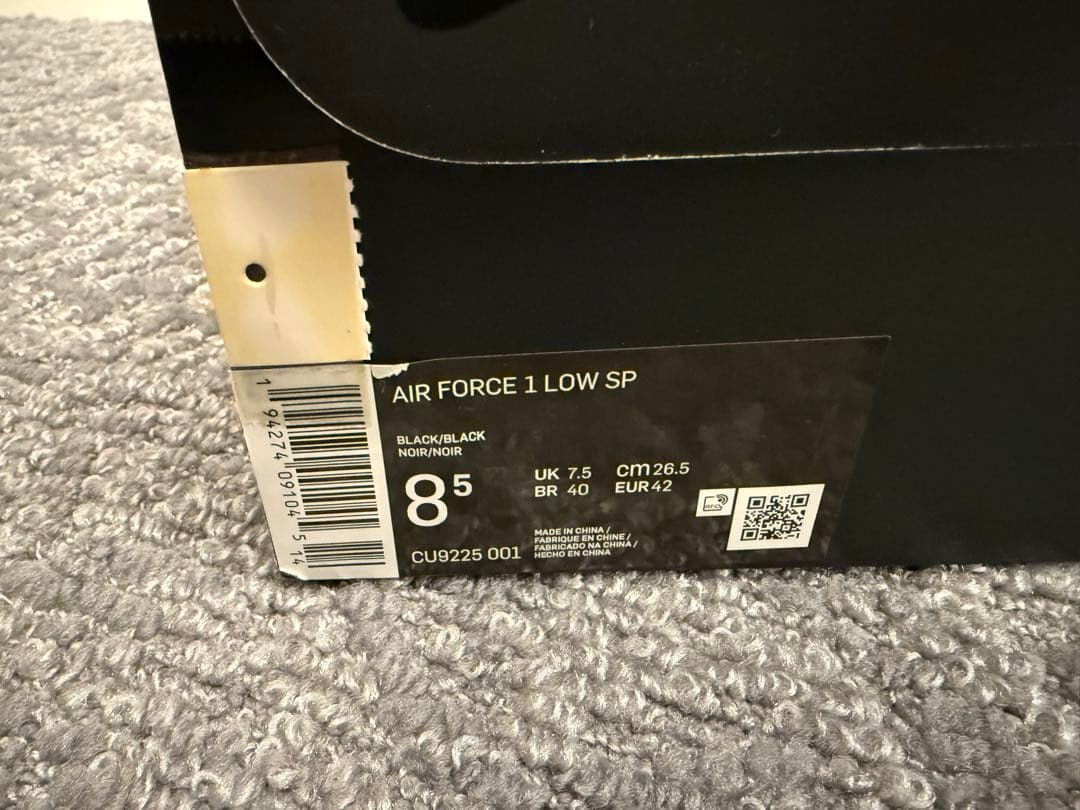 AIR FORCE 1 LOW SP
BLACK/BLACK
NOIR/NOIR
8⁵
UK 7.5 cm 26.5
BR 40 EUR 42
MADE IN CHINA /
FABRIQUE EN CHINE /
FABRICADO NA CHINA /
HECHO EN CHINA
CU9225 001
RFID
1 94274 09104 5 14